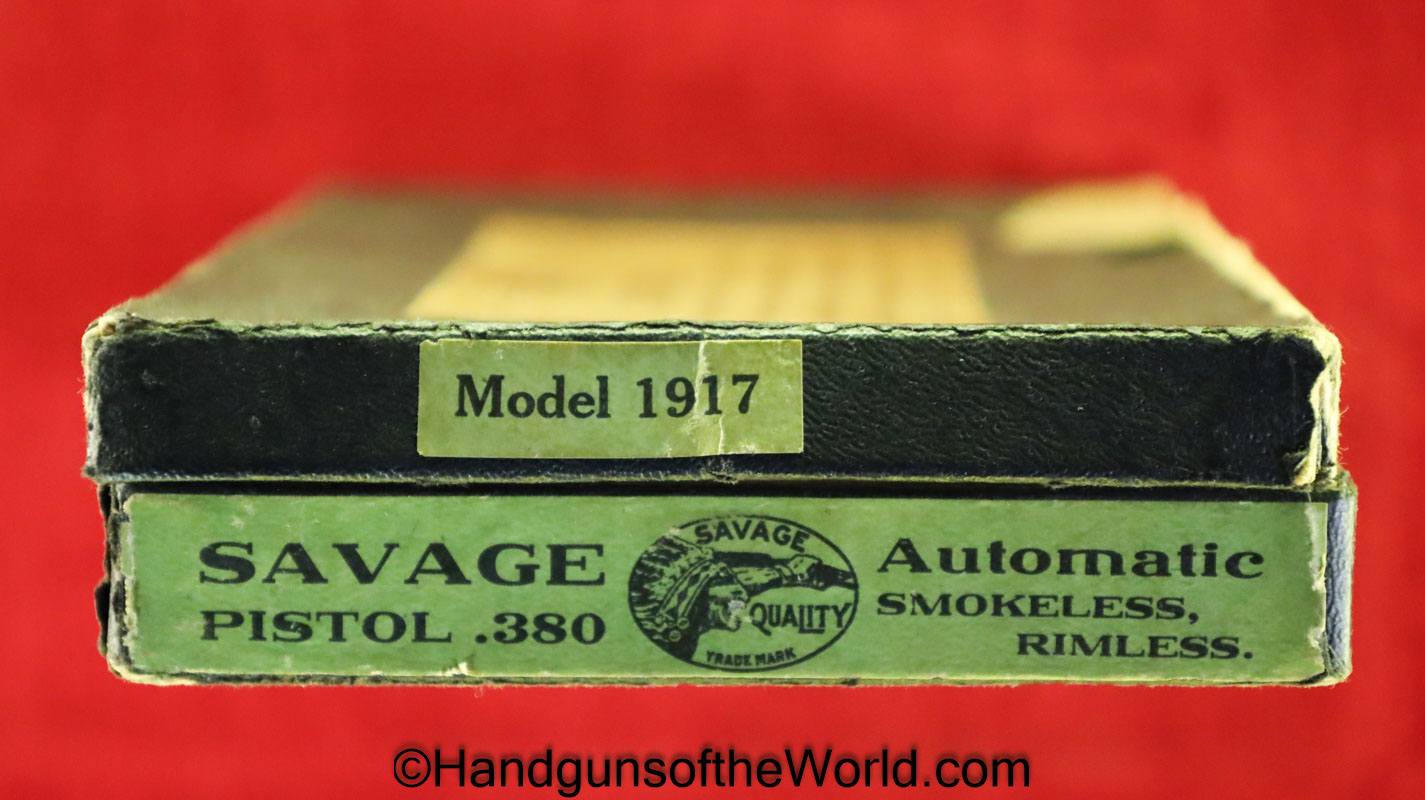 Model 1917
SAVAGE
PISTOL .380
SAVAGE
QUALITY
TRADE MARK
Automatic
SMOKELESS,
RIMLESS.
©HandgunsoftheWorld.com